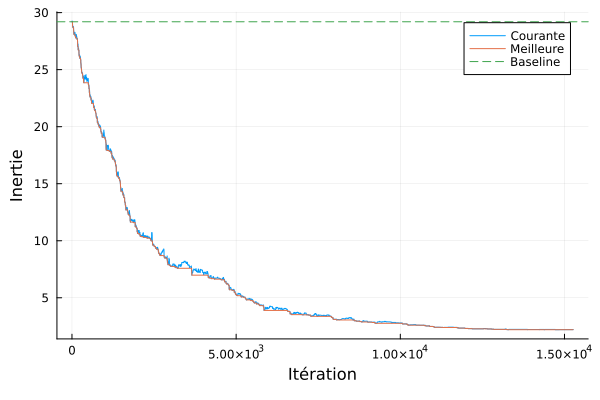 30
25
20
15
10
5
Inertie
Courante
Meilleure
Baseline
0
5.00×10³
1.00×10⁴
1.50×10⁴
Itération